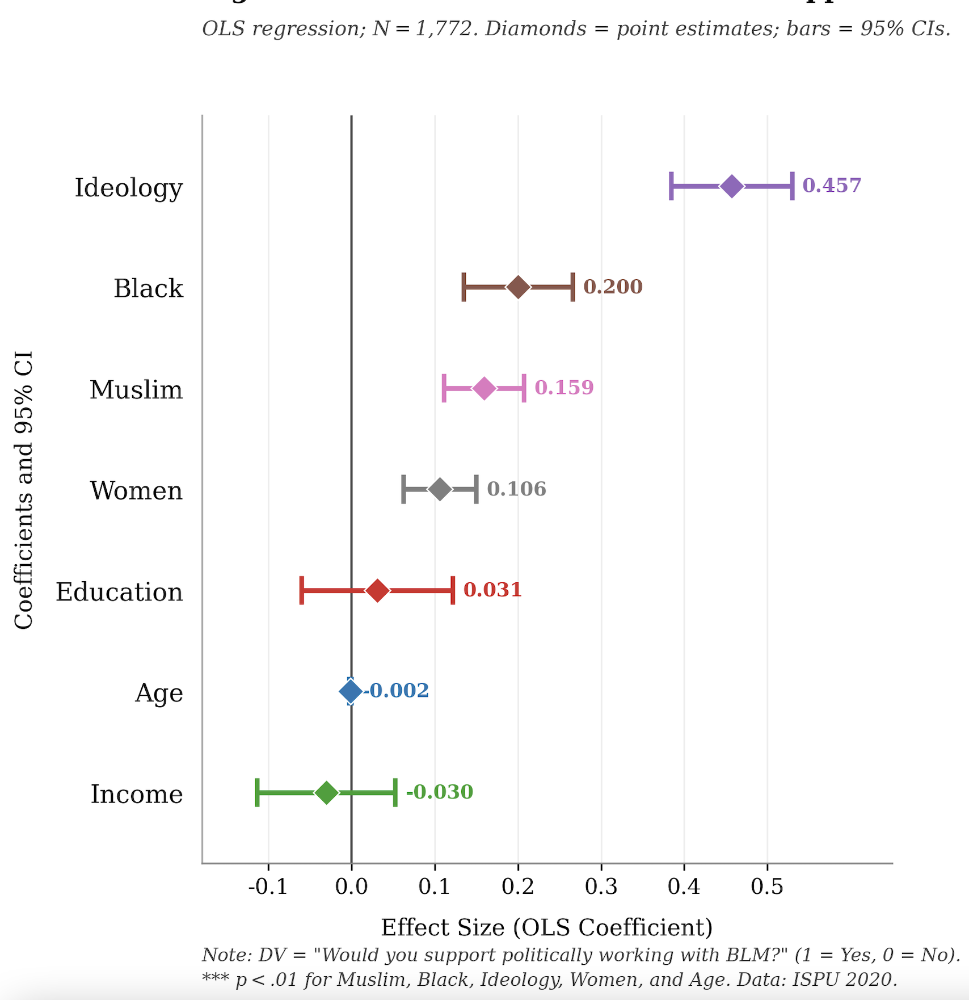 OLS regression; N = 1,772. Diamonds = point estimates; bars = 95% CIs.
Coefficients and 95% CI
Ideology
0.457
Black
0.200
Muslim
0.159
Women
0.106
Education
0.031
Age
-0.002
Income
-0.030
-0.1 0.0 0.1 0.2 0.3 0.4 0.5
Effect Size (OLS Coefficient)
Note: DV = "Would you support politically working with BLM?" (1 = Yes, 0 = No).
*** p < .01 for Muslim, Black, Ideology, Women, and Age. Data: ISPU 2020.